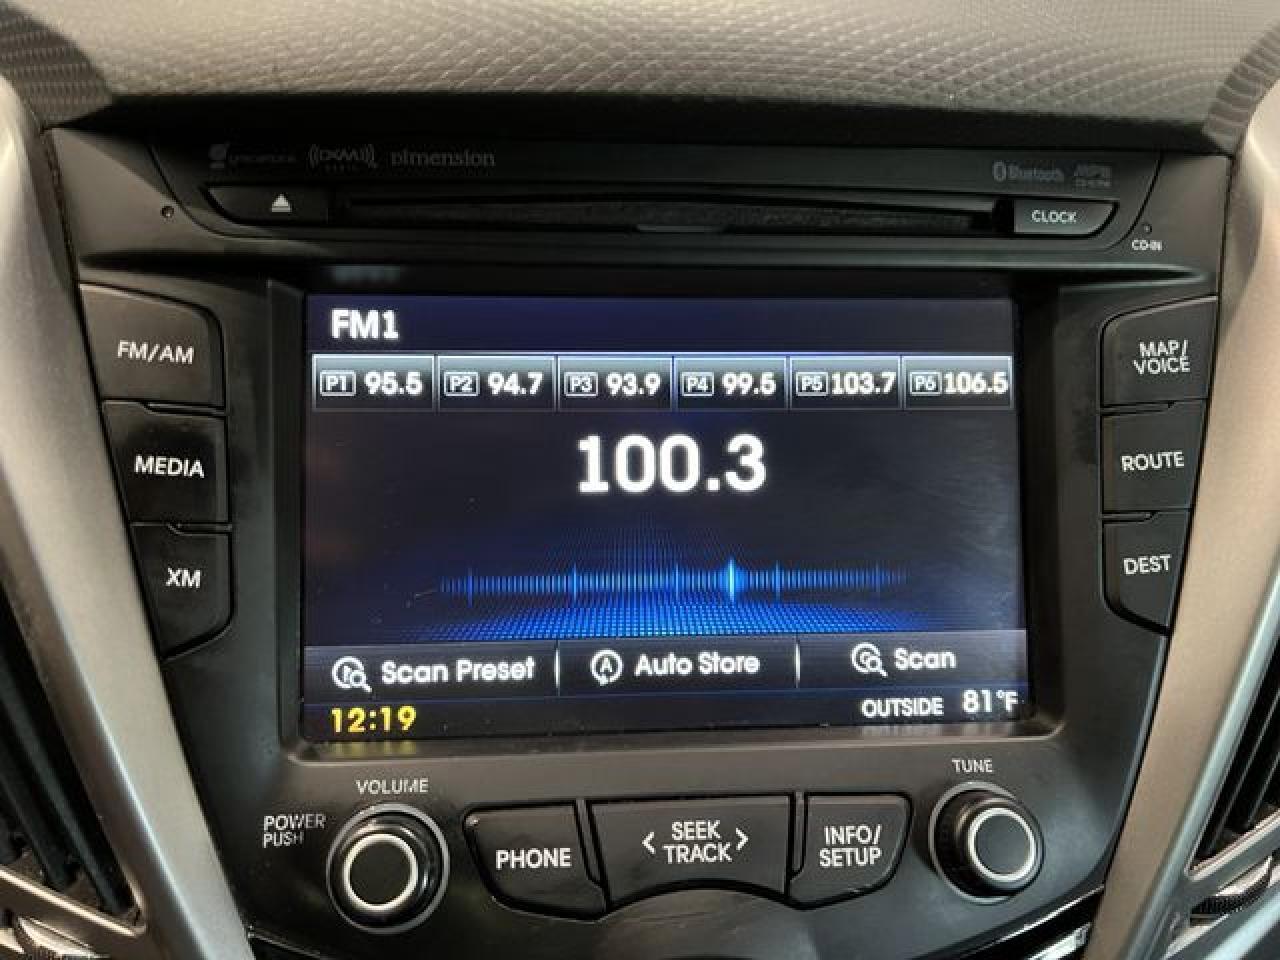 ((XM)) Dimension
Bluetooth
CLOCK
CD-IN
FM/AM
MEDIA
XM
FM1
P1 95.5 P2 94.7 P3 93.9 P4 99.5 P5 103.7 P6 106.5
100.3
Scan Preset A Auto Store Scan
12:19 OUTSIDE 81°F
MAP/
VOICE
ROUTE
DEST
VOLUME
POWER
PUSH
PHONE
< SEEK >
TRACK
INFO/
SETUP
TUNE